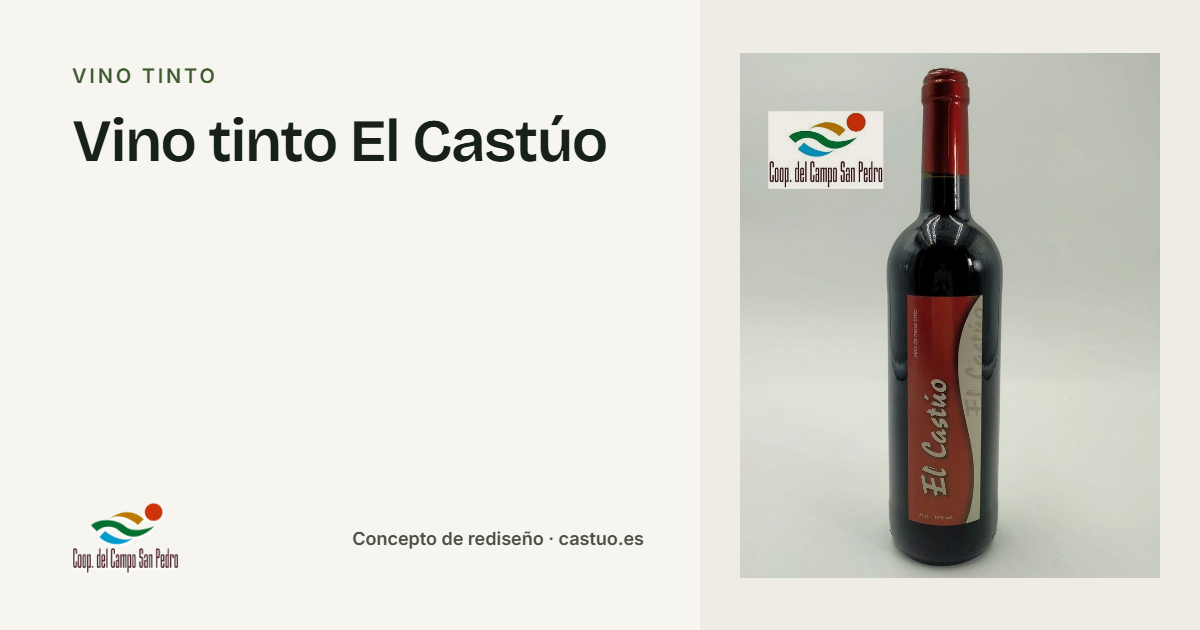 VINO TINTO
Vino tinto El Castúo
Coop. del Campo San Pedro
Concepto de rediseño · castuo.es
Coop. del Campo San Pedro
El Castúo
El Castúo